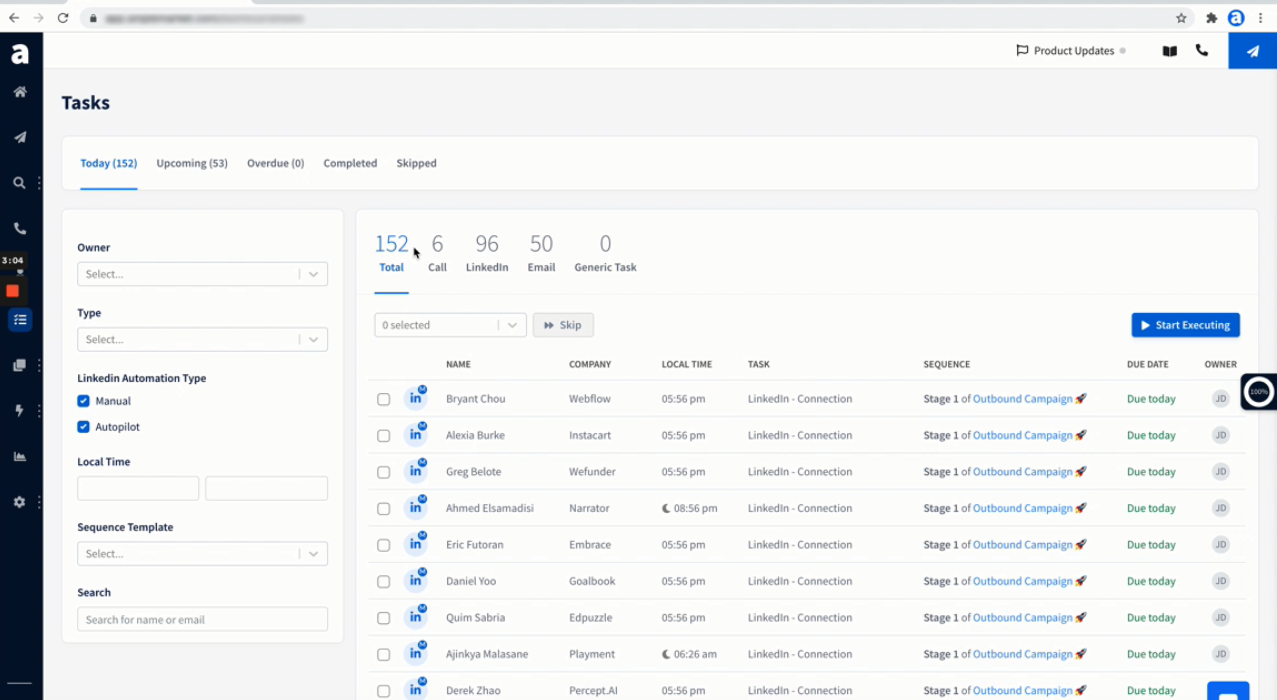 a
a
Product Updates
Tasks
Today (152) Upcoming (53) Overdue (0) Completed Skipped
3:04
Owner
Select...
Type
Select...
Linkedin Automation Type
Manual
Autopilot
Local Time
Sequence Template
Select...
Search
Search for name or email
152 6 96 50 0
Total Call LinkedIn Email Generic Task
0 selected Skip Start Executing
NAME COMPANY LOCAL TIME TASK SEQUENCE DUE DATE OWNER
in M Bryant Chou Webflow 05:56 pm LinkedIn - Connection Stage 1 of Outbound Campaign 🚀 Due today JD
100%
in M Alexia Burke Instacart 05:56 pm LinkedIn - Connection Stage 1 of Outbound Campaign 🚀 Due today JD
in M Greg Belote Wefunder 05:56 pm LinkedIn - Connection Stage 1 of Outbound Campaign 🚀 Due today JD
in M Ahmed Elsamadisi Narrator 08:56 pm LinkedIn - Connection Stage 1 of Outbound Campaign 🚀 Due today JD
in M Eric Futoran Embrace 05:56 pm LinkedIn - Connection Stage 1 of Outbound Campaign 🚀 Due today JD
in M Daniel Yoo Goalbook 05:56 pm LinkedIn - Connection Stage 1 of Outbound Campaign 🚀 Due today JD
in M Quim Sabria Edpuzzle 05:56 pm LinkedIn - Connection Stage 1 of Outbound Campaign 🚀 Due today JD
in M Ajinkya Malasane Playment 06:26 am LinkedIn - Connection Stage 1 of Outbound Campaign 🚀 Due today JD
in M Derek Zhao Percept.AI 05:56 pm LinkedIn - Connection Stage 1 of Outbound Campaign 🚀 Due today JD